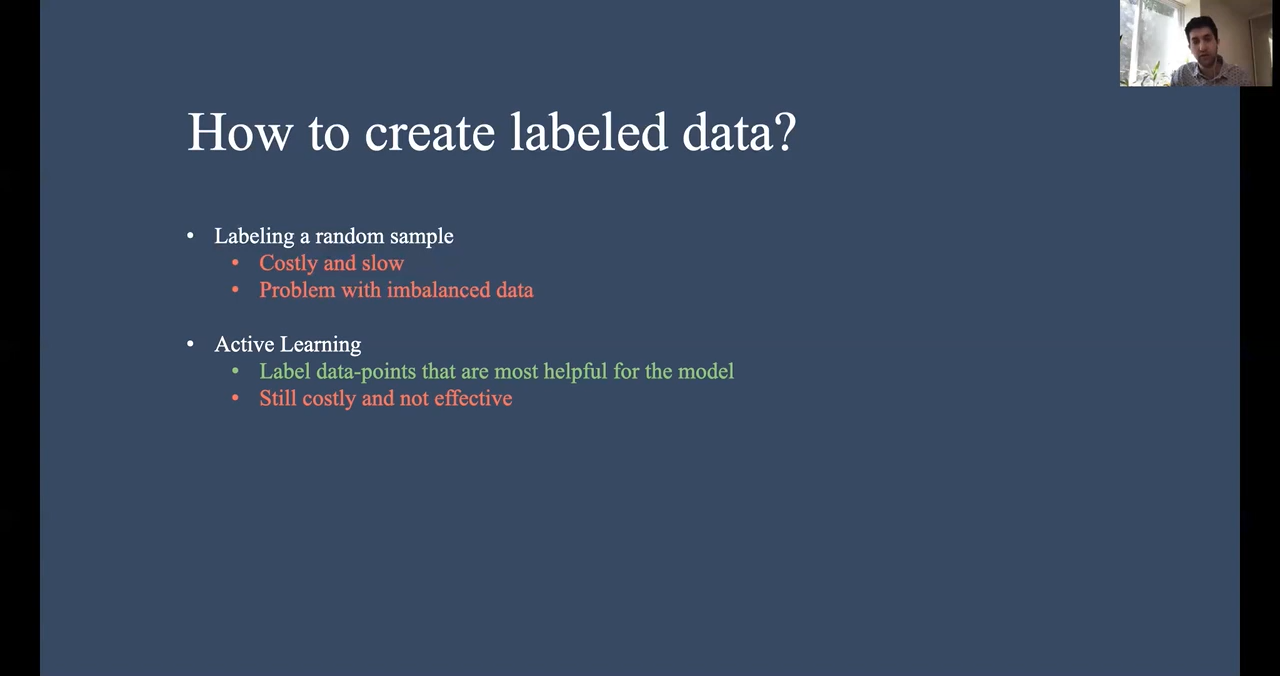 How to create labeled data?
• Labeling a random sample
• Costly and slow
• Problem with imbalanced data
• Active Learning
• Label data-points that are most helpful for the model
• Still costly and not effective